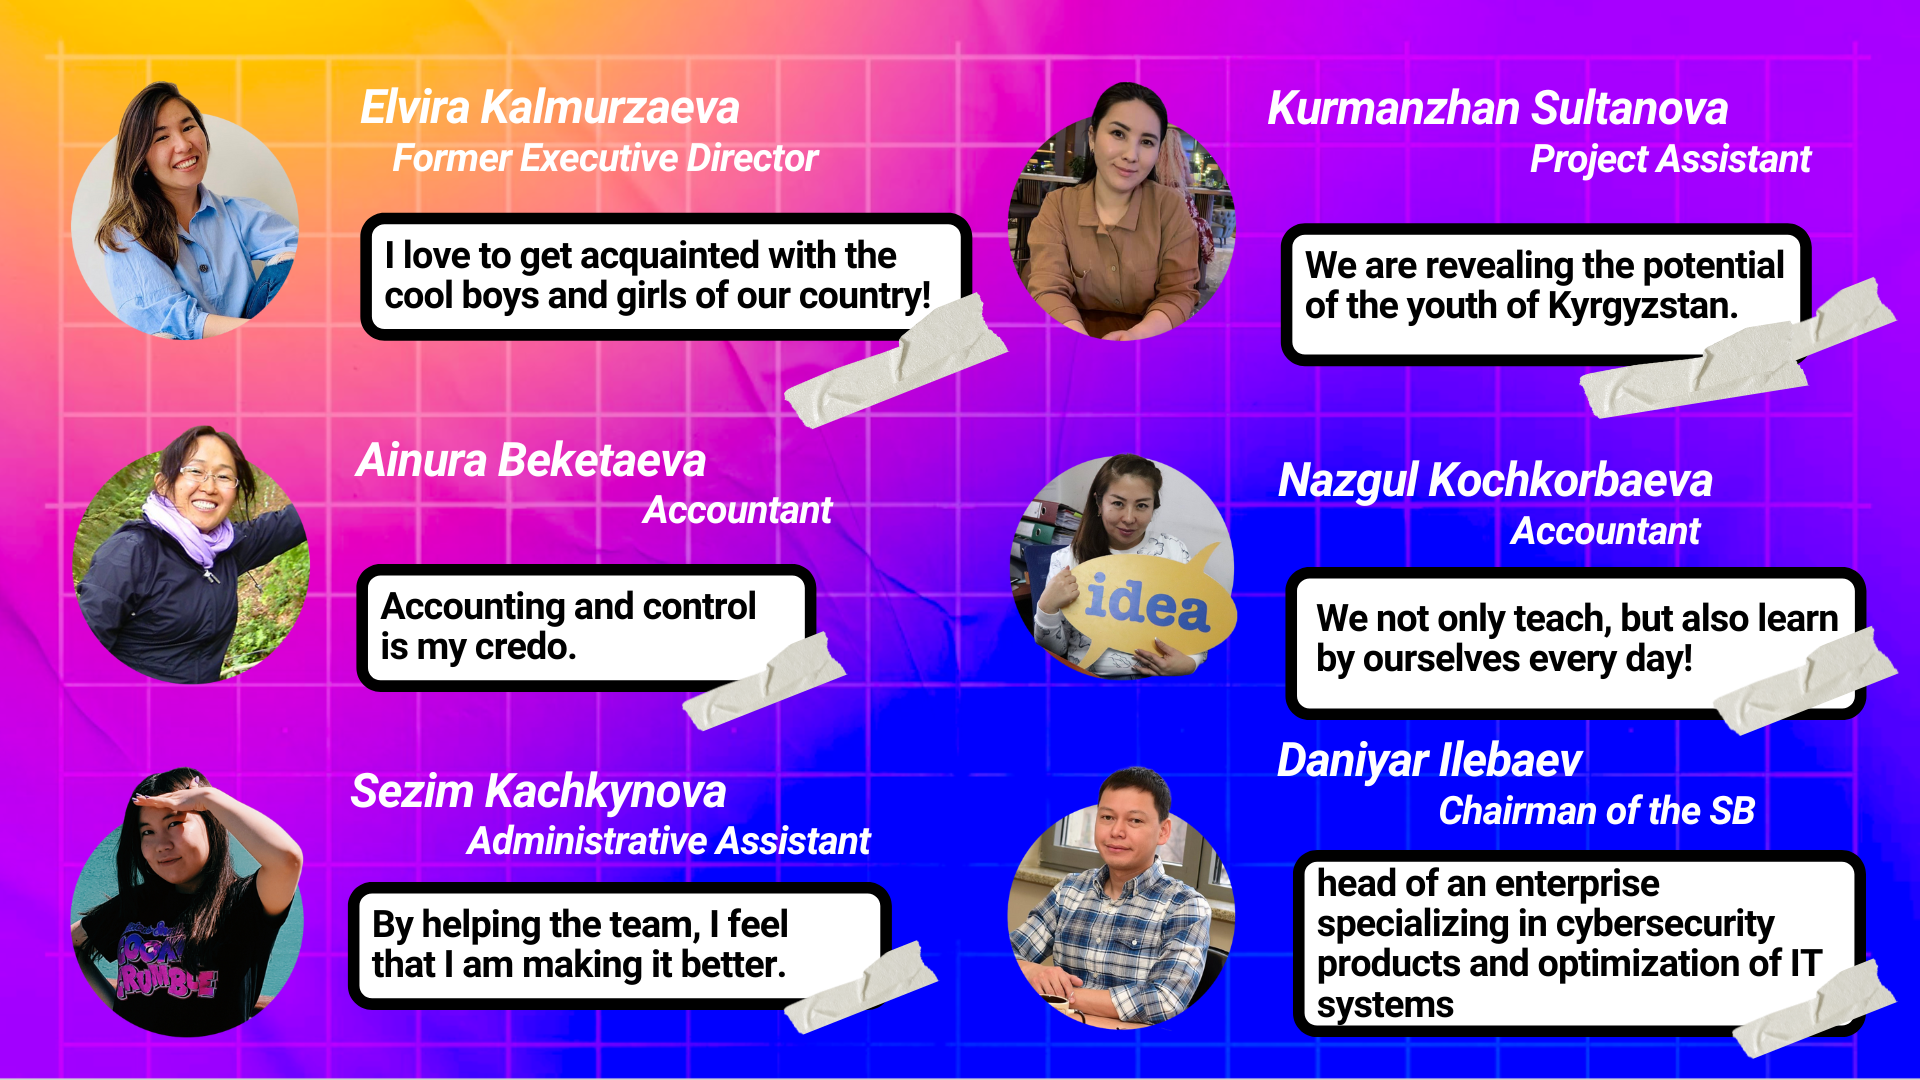 Elvira Kalmurzaeva
Former Executive Director
I love to get acquainted with the
cool boys and girls of our country!
Kurmanzhan Sultanova
Project Assistant
We are revealing the potential
of the youth of Kyrgyzstan.
Ainura Beketaeva
Accountant
Accounting and control
is my credo.
Nazgul Kochkorbaeva
Accountant
idea
We not only teach, but also learn
by ourselves every day!
Sezim Kachkynova
Administrative Assistant
By helping the team, I feel
that I am making it better.
Daniyar Ilebaev
Chairman of the SB
head of an enterprise
specializing in cybersecurity
products and optimization of IT
systems